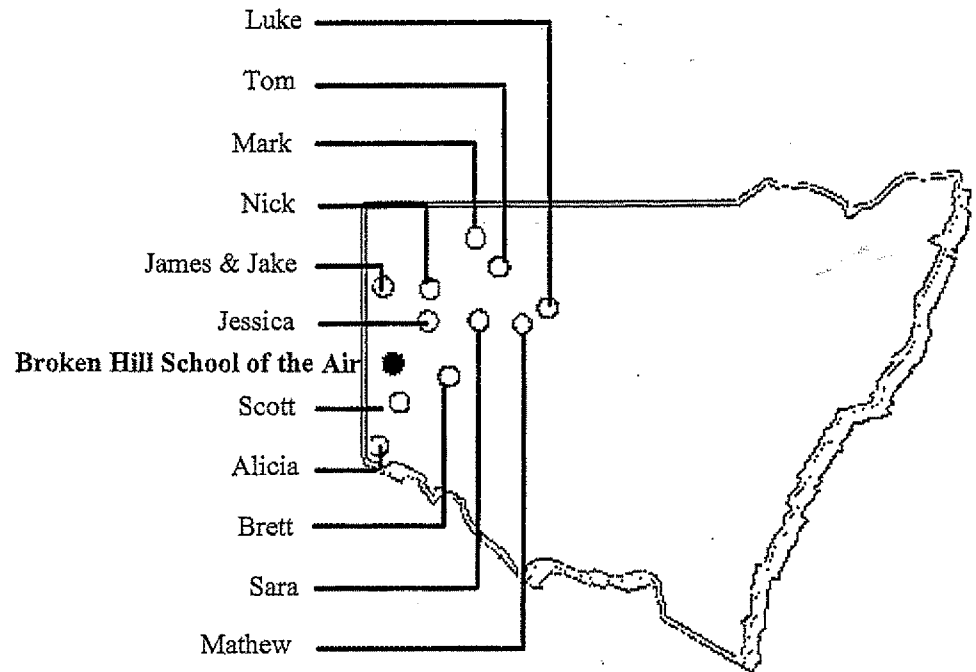 Luke
Tom
Mark
Nick
James & Jake
Jessica
Broken Hill School of the Air
Scott
Alicia
Brett
Sara
Mathew